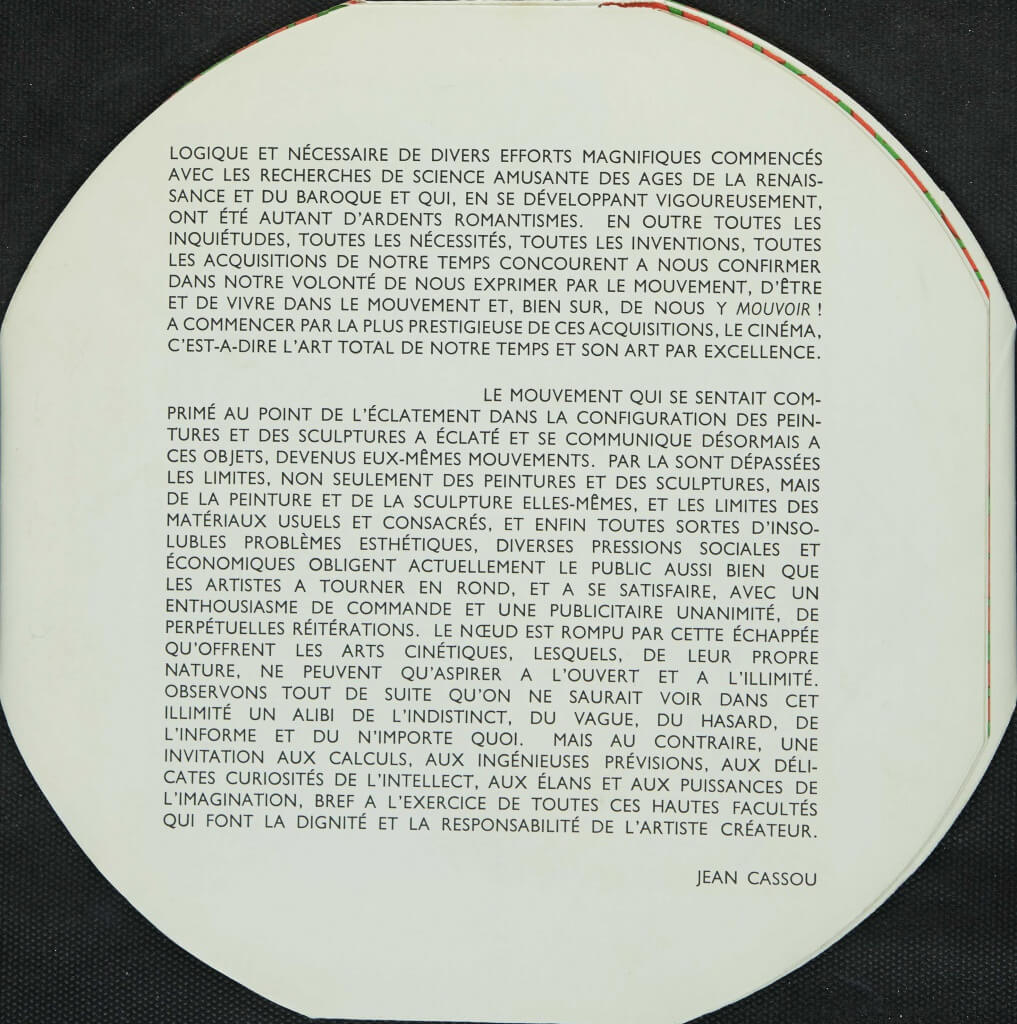 LOGIQUE ET NÉCESSAIRE DE DIVERS EFFORTS MAGNIFIQUES COMMENCÉS
AVEC LES RECHERCHES DE SCIENCE AMUSANTE DES AGES DE LA RENAIS-
SANCE ET DU BAROQUE ET QUI, EN SE DÉVELOPPANT VIGOUREUSEMENT,
ONT ÉTÉ AUTANT D'ARDENTS ROMANTISMES. EN OUTRE TOUTES LES
INQUIÉTUDES, TOUTES LES NÉCESSITÉS, TOUTES LES INVENTIONS, TOUTES
LES ACQUISITIONS DE NOTRE TEMPS CONCOURENT A NOUS CONFIRMER
DANS NOTRE VOLONTÉ DE NOUS EXPRIMER PAR LE MOUVEMENT, D'ÊTRE
ET DE VIVRE DANS LE MOUVEMENT ET, BIEN SUR, DE NOUS Y MOUVOIR !
A COMMENCER PAR LA PLUS PRESTIGIEUSE DE CES ACQUISITIONS, LE CINÉMA,
C'EST-A-DIRE L'ART TOTAL DE NOTRE TEMPS ET SON ART PAR EXCELLENCE.
LE MOUVEMENT QUI SE SENTAIT COM-
PRIMÉ AU POINT DE L'ÉCLATEMENT DANS LA CONFIGURATION DES PEIN-
TURES ET DES SCULPTURES A ÉCLATÉ ET SE COMMUNIQUE DÉSORMAIS A
CES OBJETS, DEVENUS EUX-MÊMES MOUVEMENTS. PAR LA SONT DÉPASSÉES
LES LIMITES, NON SEULEMENT DES PEINTURES ET DES SCULPTURES, MAIS
DE LA PEINTURE ET DE LA SCULPTURE ELLES-MÊMES, ET LES LIMITES DES
MATÉRIAUX USUELS ET CONSACRÉS, ET ENFIN TOUTES SORTES D'INSO-
LUBLES PROBLÈMES ESTHÉTIQUES, DIVERSES PRESSIONS SOCIALES ET
ÉCONOMIQUES OBLIGENT ACTUELLEMENT LE PUBLIC AUSSI BIEN QUE
LES ARTISTES A TOURNER EN ROND, ET A SE SATISFAIRE, AVEC UN
ENTHOUSIASME DE COMMANDE ET UNE PUBLICITAIRE UNANIMITÉ, DE
PERPÉTUELLES RÉITÉRATIONS. LE NŒUD EST ROMPU PAR CETTE ÉCHAPPÉE
QU'OFFRENT LES ARTS CINÉTIQUES, LESQUELS, DE LEUR PROPRE
NATURE, NE PEUVENT QU'ASPIRER A L'OUVERT ET A L'ILLIMITÉ.
OBSERVONS TOUT DE SUITE QU'ON NE SAURAIT VOIR DANS CET
ILLIMITÉ UN ALIBI DE L'INDISTINCT, DU VAGUE, DU HASARD, DE
L'INFORME ET DU N'IMPORTE QUOI. MAIS AU CONTRAIRE, UNE
INVITATION AUX CALCULS, AUX INGÉNIEUSES PRÉVISIONS, AUX DÉLI-
CATES CURIOSITÉS DE L'INTELLECT, AUX ÉLANS ET AUX PUISSANCES DE
L'IMAGINATION, BREF A L'EXERCICE DE TOUTES CES HAUTES FACULTÉS
QUI FONT LA DIGNITÉ ET LA RESPONSABILITÉ DE L'ARTISTE CRÉATEUR.
JEAN CASSOU